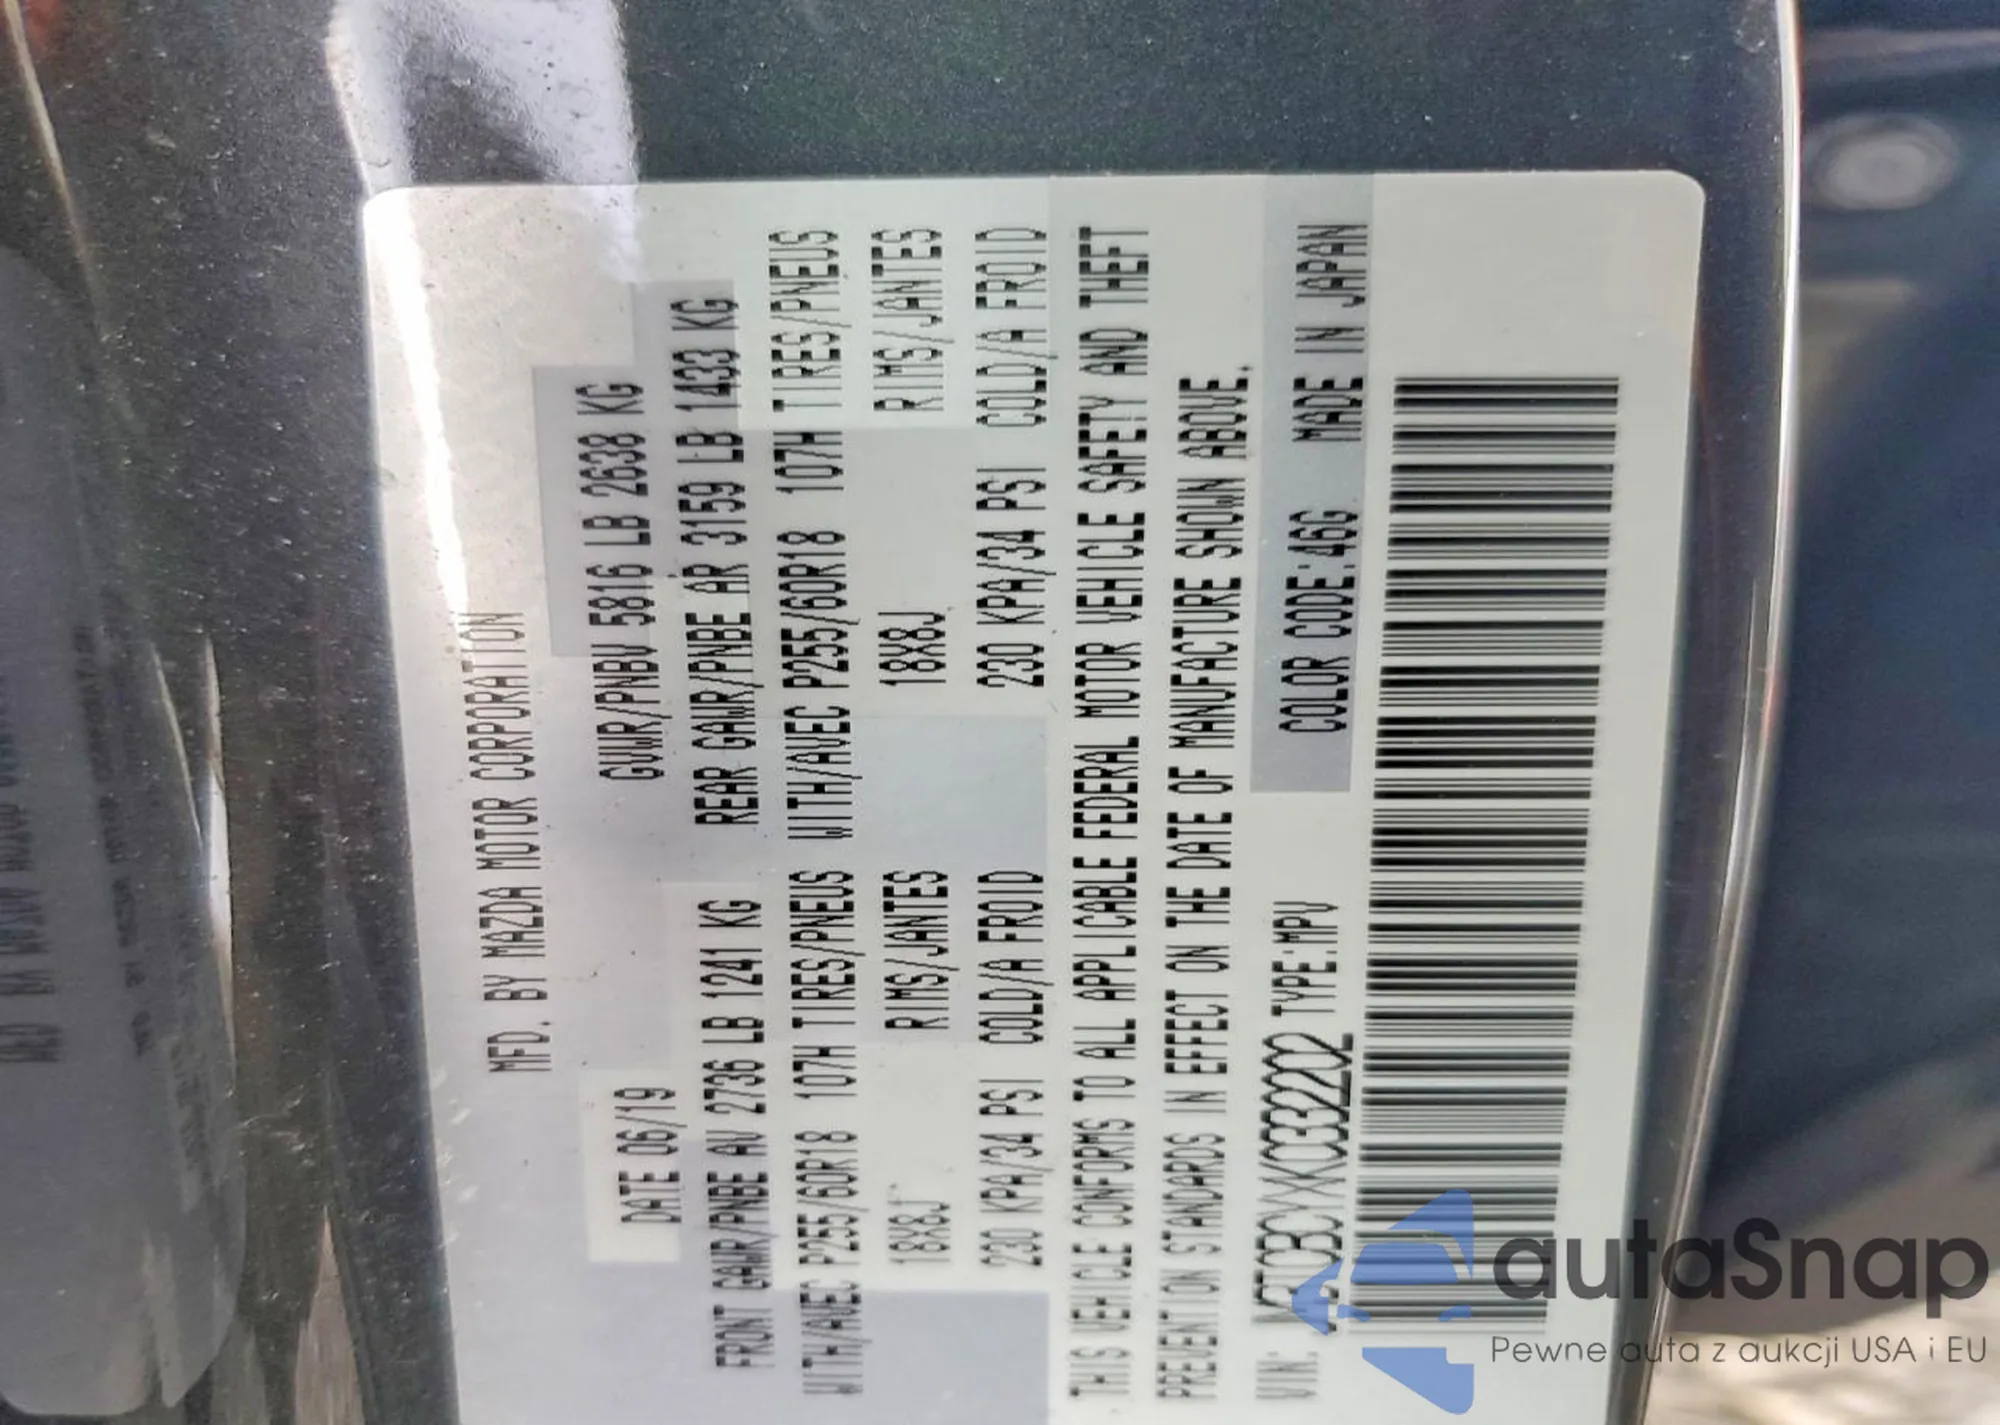 MFD. BY MAZDA MOTOR CORPORATION
DATE 06/19 GVWR/PNBV 5816 LB 2638 KG
FRONT GAWR/PNBE AV 2736 LB 1241 KG REAR GAWR/PNBE AR 3159 LB 1433 KG
WITH/AVEC P255/60R18 107H TIRES/PNEUS WITH/AVEC P255/60R18 107H TIRES/PNEUS
18X8J RIMS/JANTES 18X8J RIMS/JANTES
230 KPA/34 PSI COLD/A FROID 230 KPA/34 PSI COLD/A FROID
THIS VEHICLE CONFORMS TO ALL APPLICABLE FEDERAL MOTOR VEHICLE SAFETY AND THEFT
PREVENTION STANDARDS IN EFFECT ON THE DATE OF MANUFACTURE SHOWN ABOVE.
VIN: JM3TCBCYXK0332202 TYPE:MPV COLOR CODE:46G MADE IN JAPAN
autaSnap
Pewne auta z aukcji USA i EU